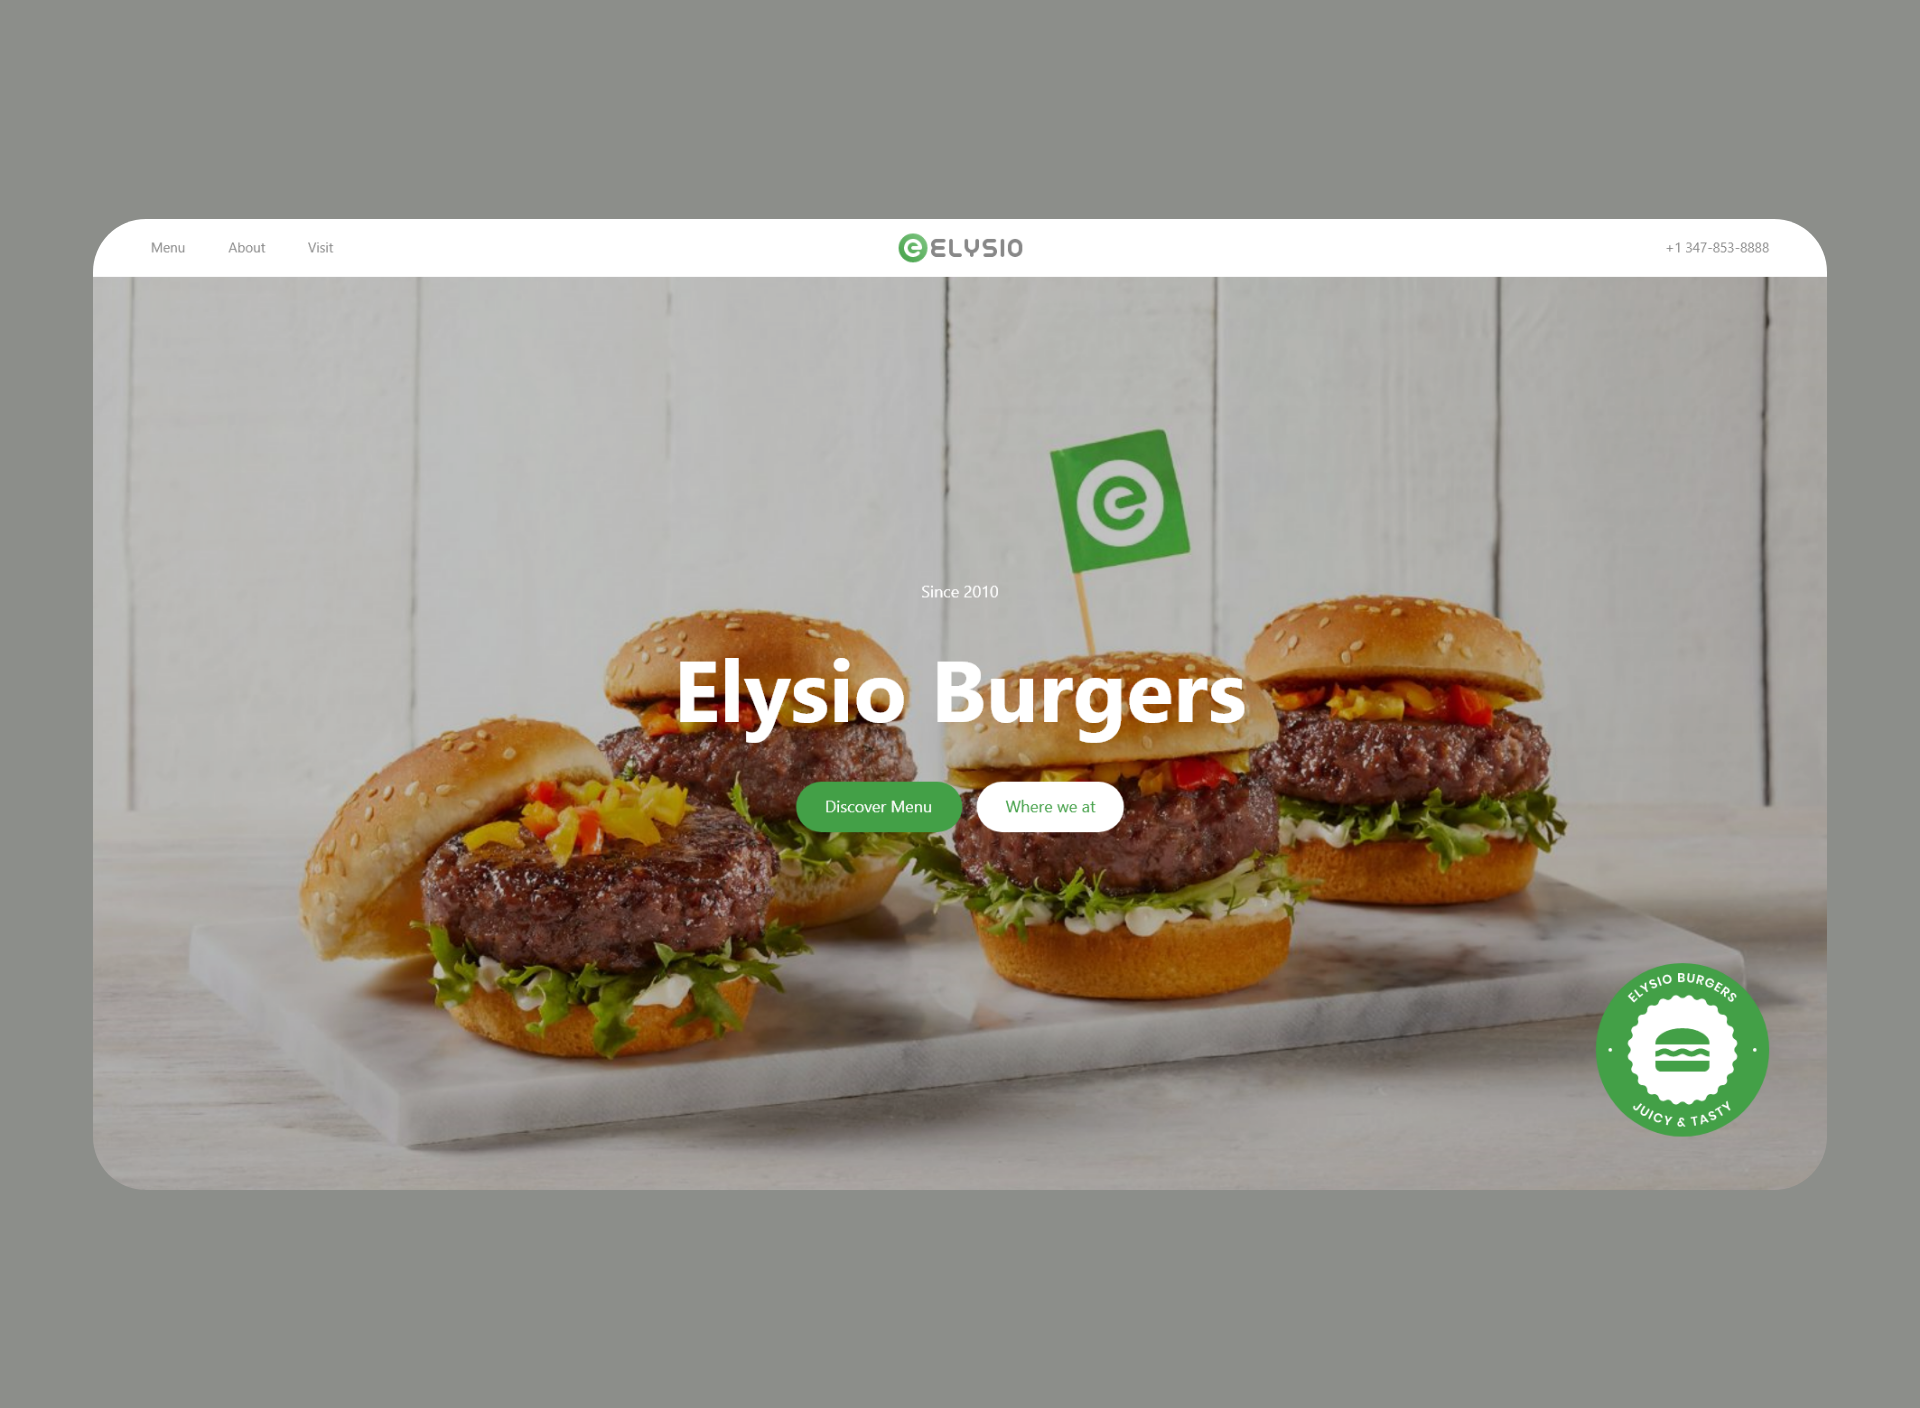 Menu
About
Visit
ELYSIO
+1 347-853-8888
e
Since 2010
Elysio Burgers
Discover Menu
Where we at
ELYSIO BURGERS
JUICY & TASTY